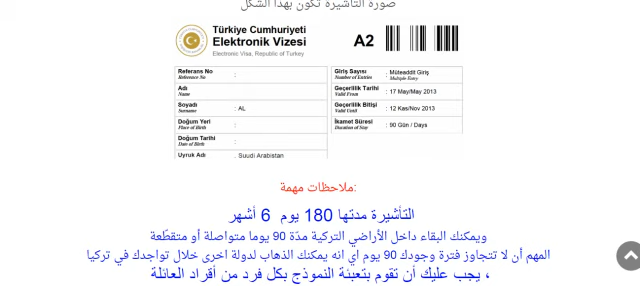 صورة التاشيرة تكون بهذا الشكل
Türkiye Cumhuriyeti
Elektronik Vizesi
Electronic Visa, Republic of Turkey
A2
Referans No
Reference No
:
Adı
Name
:
Soyadı
Surname
: AL
Doğum Yeri
Place of Birth
:
Doğum Tarihi
Date of Birth
:
Uyruk Adı : Suudi Arabistan
Giriş Sayısı : Müteaddit Giriş
Number of Entries Multiple Entry
Geçerlilik Tarihi : 17 May/May 2013
Valid From
Geçerlilik Bitişi : 12 Kas/Nov 2013
Valid Until
İkamet Süresi : 90 Gün / Days
Duration of Stay
ملاحظات مهمة:
التأشيرة مدتها 180 يوم 6 أشهر
ويمكنك البقاء داخل الأراضي التركية مدّة 90 يوما متواصلة أو متقطّعة
المهم أن لا تتجاوز فترة وجودك 90 يوم اي انه يمكنك الذهاب لدولة اخرى خلال تواجدك في تركيا
، يجب عليك أن تقوم بتعبئة النموذج بكل فرد من أفراد العائلة